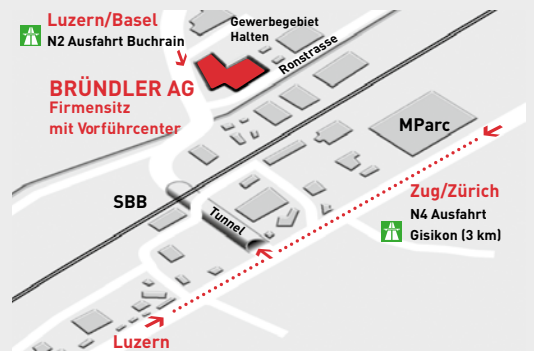 Luzern/Basel
N2 Ausfahrt Buchrain
Gewerbegebiet
Halten
Ronstrasse
BRÜNDLER AG
Firmensitz
mit Vorführcenter
MParc
SBB
Tunnel
Zug/Zürich
N4 Ausfahrt
Gisikon (3 km)
Luzern